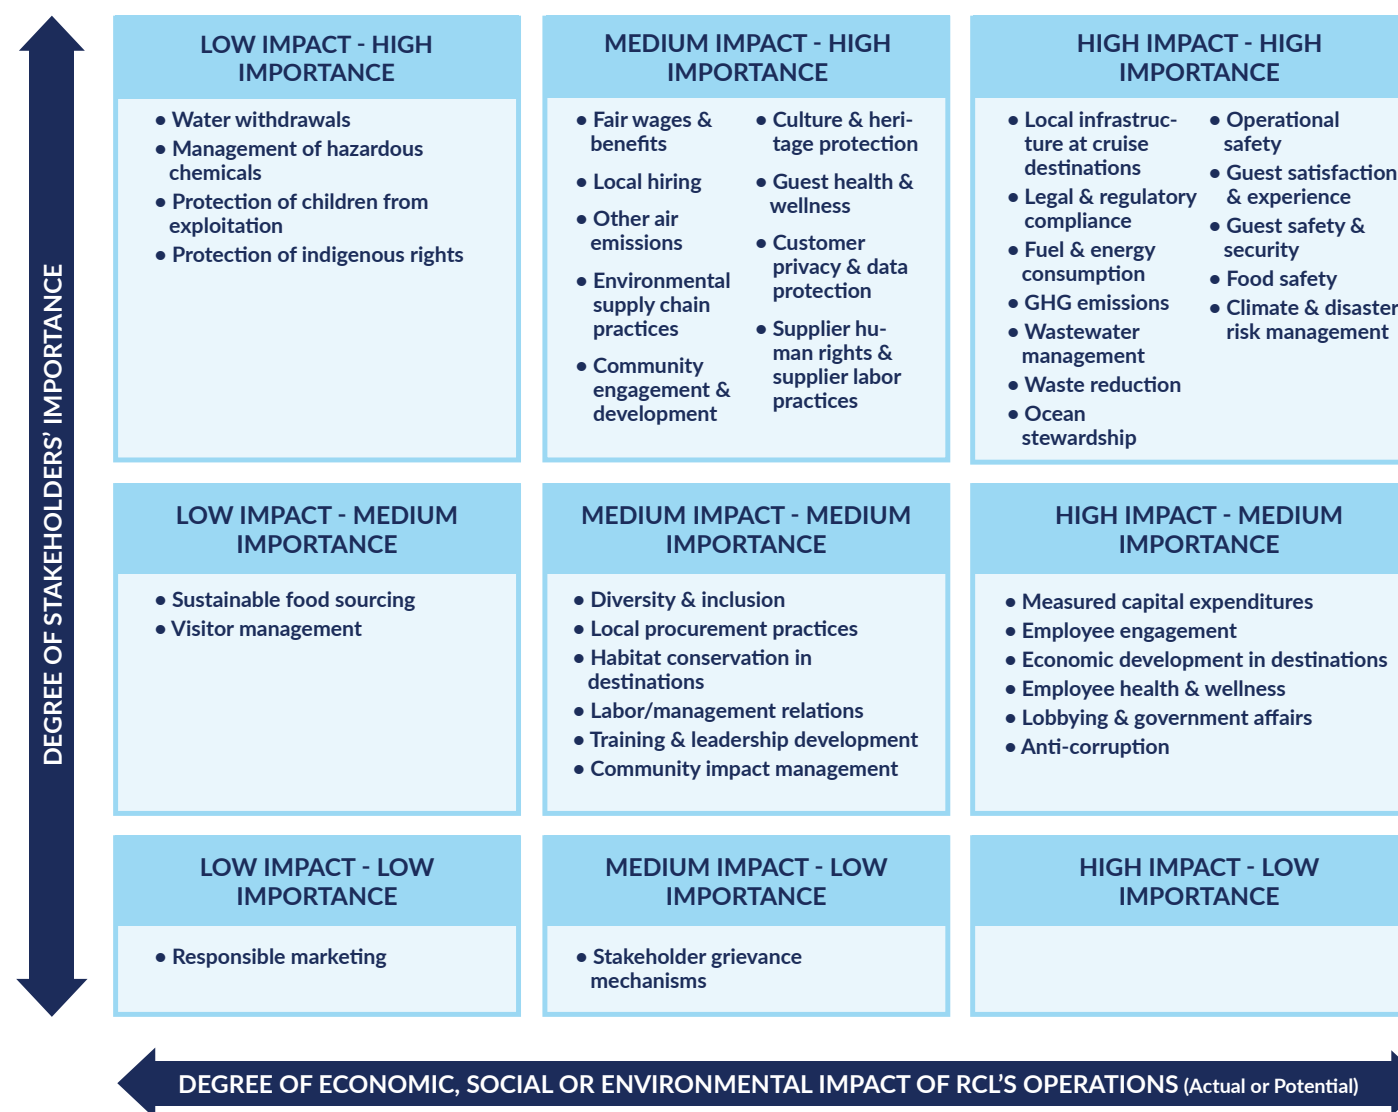 DEGREE OF STAKEHOLDERS' IMPORTANCE
LOW IMPACT - HIGH
IMPORTANCE
• Water withdrawals
• Management of hazardous
chemicals
• Protection of children from
exploitation
• Protection of indigenous rights
MEDIUM IMPACT - HIGH
IMPORTANCE
• Fair wages &
benefits
• Local hiring
• Other air
emissions
• Environmental
supply chain
practices
• Community
engagement &
development
• Culture & heri-
tage protection
• Guest health &
wellness
• Customer
privacy & data
protection
• Supplier hu-
man rights &
supplier labor
practices
HIGH IMPACT - HIGH
IMPORTANCE
• Local infrastruc-
ture at cruise
destinations
• Legal & regulatory
compliance
• Fuel & energy
consumption
• GHG emissions
• Wastewater
management
• Waste reduction
• Ocean
stewardship
• Operational
safety
• Guest satisfaction
& experience
• Guest safety &
security
• Food safety
• Climate & disaster
risk management
LOW IMPACT - MEDIUM
IMPORTANCE
• Sustainable food sourcing
• Visitor management
MEDIUM IMPACT - MEDIUM
IMPORTANCE
• Diversity & inclusion
• Local procurement practices
• Habitat conservation in
destinations
• Labor/management relations
• Training & leadership development
• Community impact management
HIGH IMPACT - MEDIUM
IMPORTANCE
• Measured capital expenditures
• Employee engagement
• Economic development in destinations
• Employee health & wellness
• Lobbying & government affairs
• Anti-corruption
LOW IMPACT - LOW
IMPORTANCE
• Responsible marketing
MEDIUM IMPACT - LOW
IMPORTANCE
• Stakeholder grievance
mechanisms
HIGH IMPACT - LOW
IMPORTANCE
DEGREE OF ECONOMIC, SOCIAL OR ENVIRONMENTAL IMPACT OF RCL'S OPERATIONS (Actual or Potential)